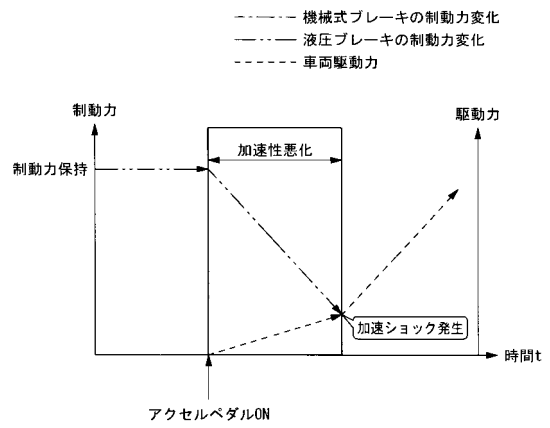 機械式ブレーキの制動力変化
液圧ブレーキの制動力変化
車両駆動力
制動力
駆動力
加速性悪化
制動力保持
加速ショック発生
時間t
アクセルペダルON